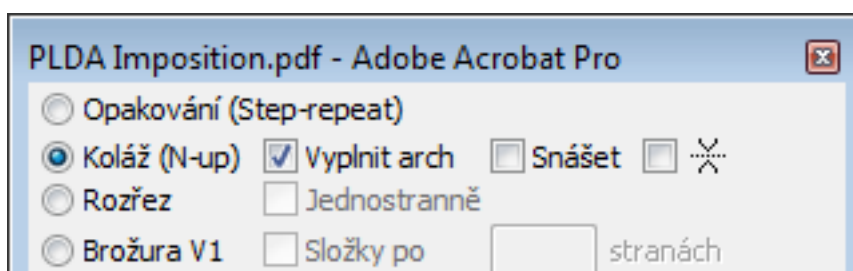 PLDA Imposition.pdf - Adobe Acrobat Pro
Opakování (Step-repeat)
Koláž (N-up) Vyplnit arch Snášet
Rozřez Jednostranně
Brožura V1 Složky po stranách